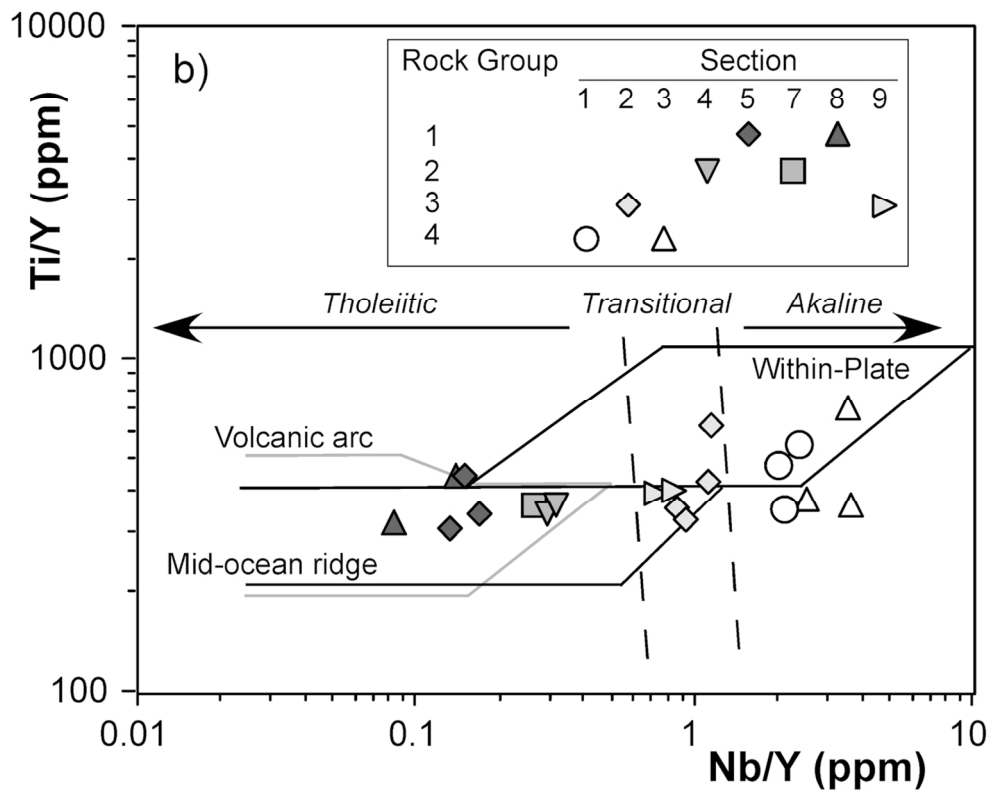 10000
b)
Rock Group Section
1 2 3 4 5 7 8 9
1
2
3
4
Ti/Y (ppm)
Tholeiitic Transitional Akaline
1000
Within-Plate
Volcanic arc
Mid-ocean ridge
100
0.01 0.1 1 10
Nb/Y (ppm)